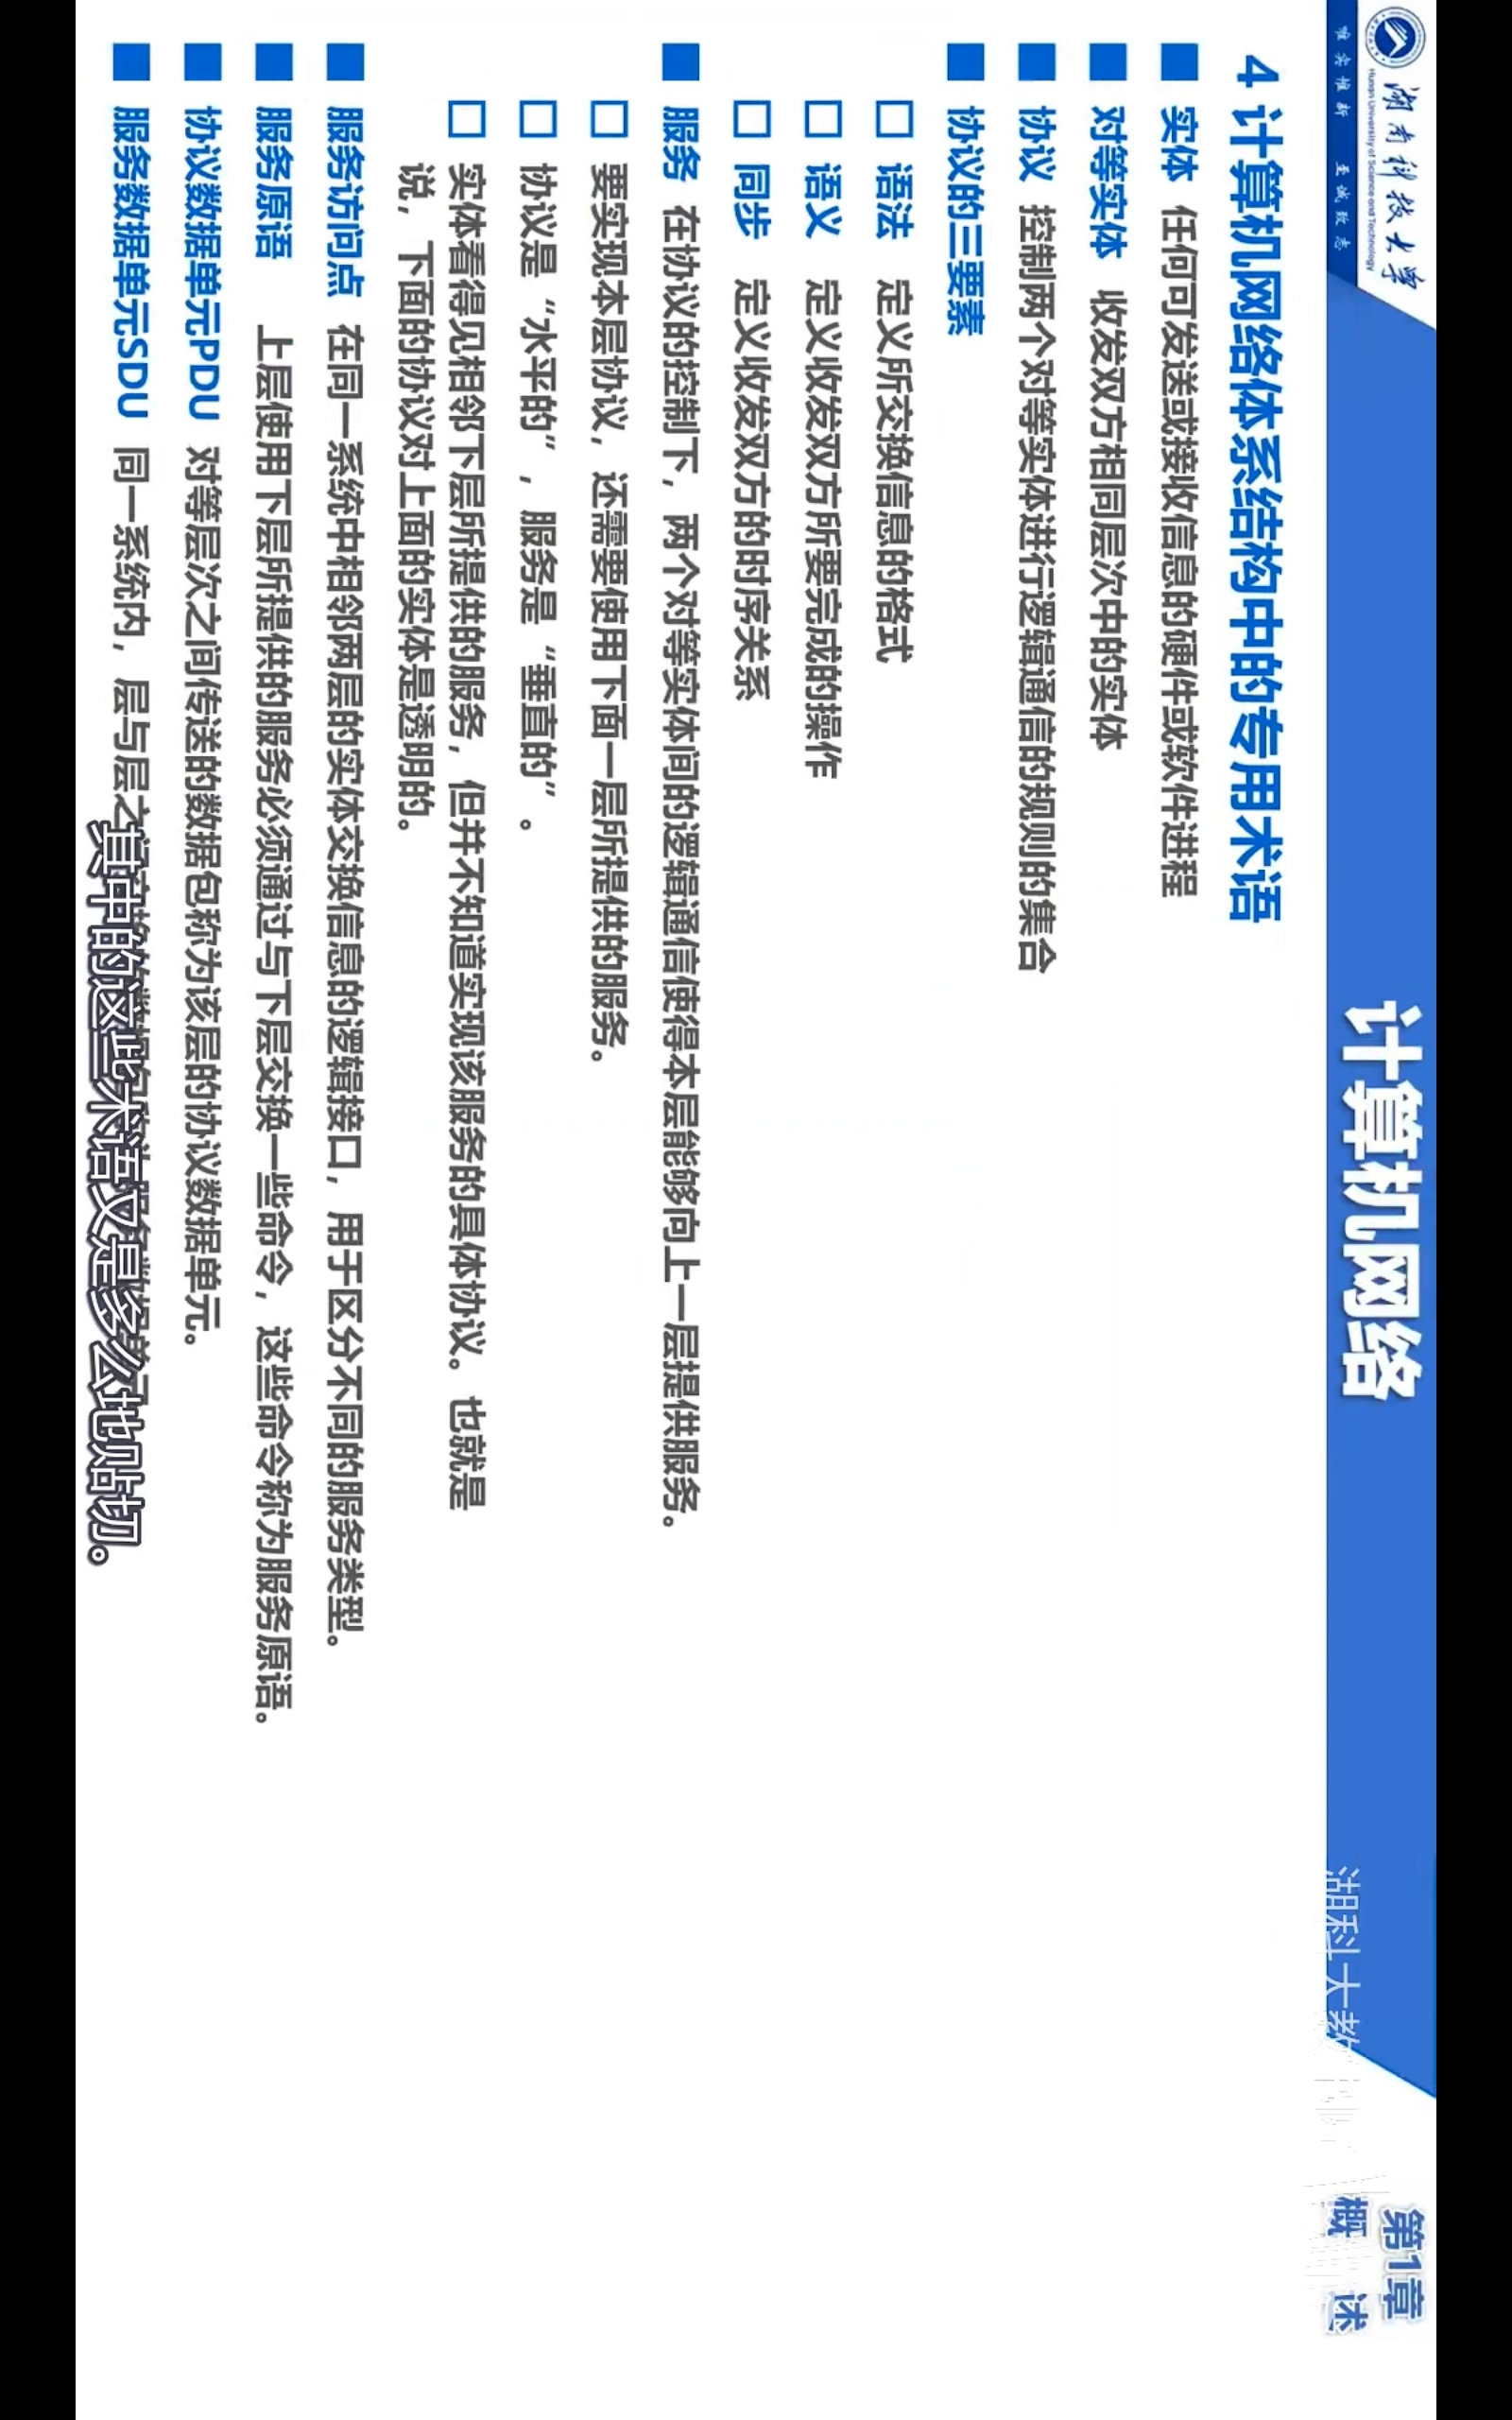 湖南科技大学
Hunan University of Science and Technology
唯实惟新 至诚致志
计算机网络
第1章
概 述
湖科大教
4 计算机网络体系结构中的专用术语
实体 任何可发送或接收信息的硬件或软件进程
对等实体 收发双方相同层次中的实体
协议 控制两个对等实体进行逻辑通信的规则的集合
协议的三要素
语法 定义所交换信息的格式
语义 定义收发双方所要完成的操作
同步 定义收发双方的时序关系
服务 在协议的控制下，两个对等实体间的逻辑通信使得本层能够向上一层提供服务。
要实现本层协议，还需要使用下面一层所提供的服务。
协议是“水平的”，服务是“垂直的”。
实体看得见相邻下层所提供的服务，但并不知道实现该服务的具体协议。也就是
说，下面的协议对上面的实体是透明的。
服务访问点 在同一系统中相邻两层的实体交换信息的逻辑接口，用于区分不同的服务类型。
服务原语 上层使用下层所提供的服务必须通过与下层交换一些命令，这些命令称为服务原语。
协议数据单元PDU 对等层次之间传送的数据包称为该层的协议数据单元。
服务数据单元SDU 同一系统内，层与层之
其中的这些术语又是多么地贴切。